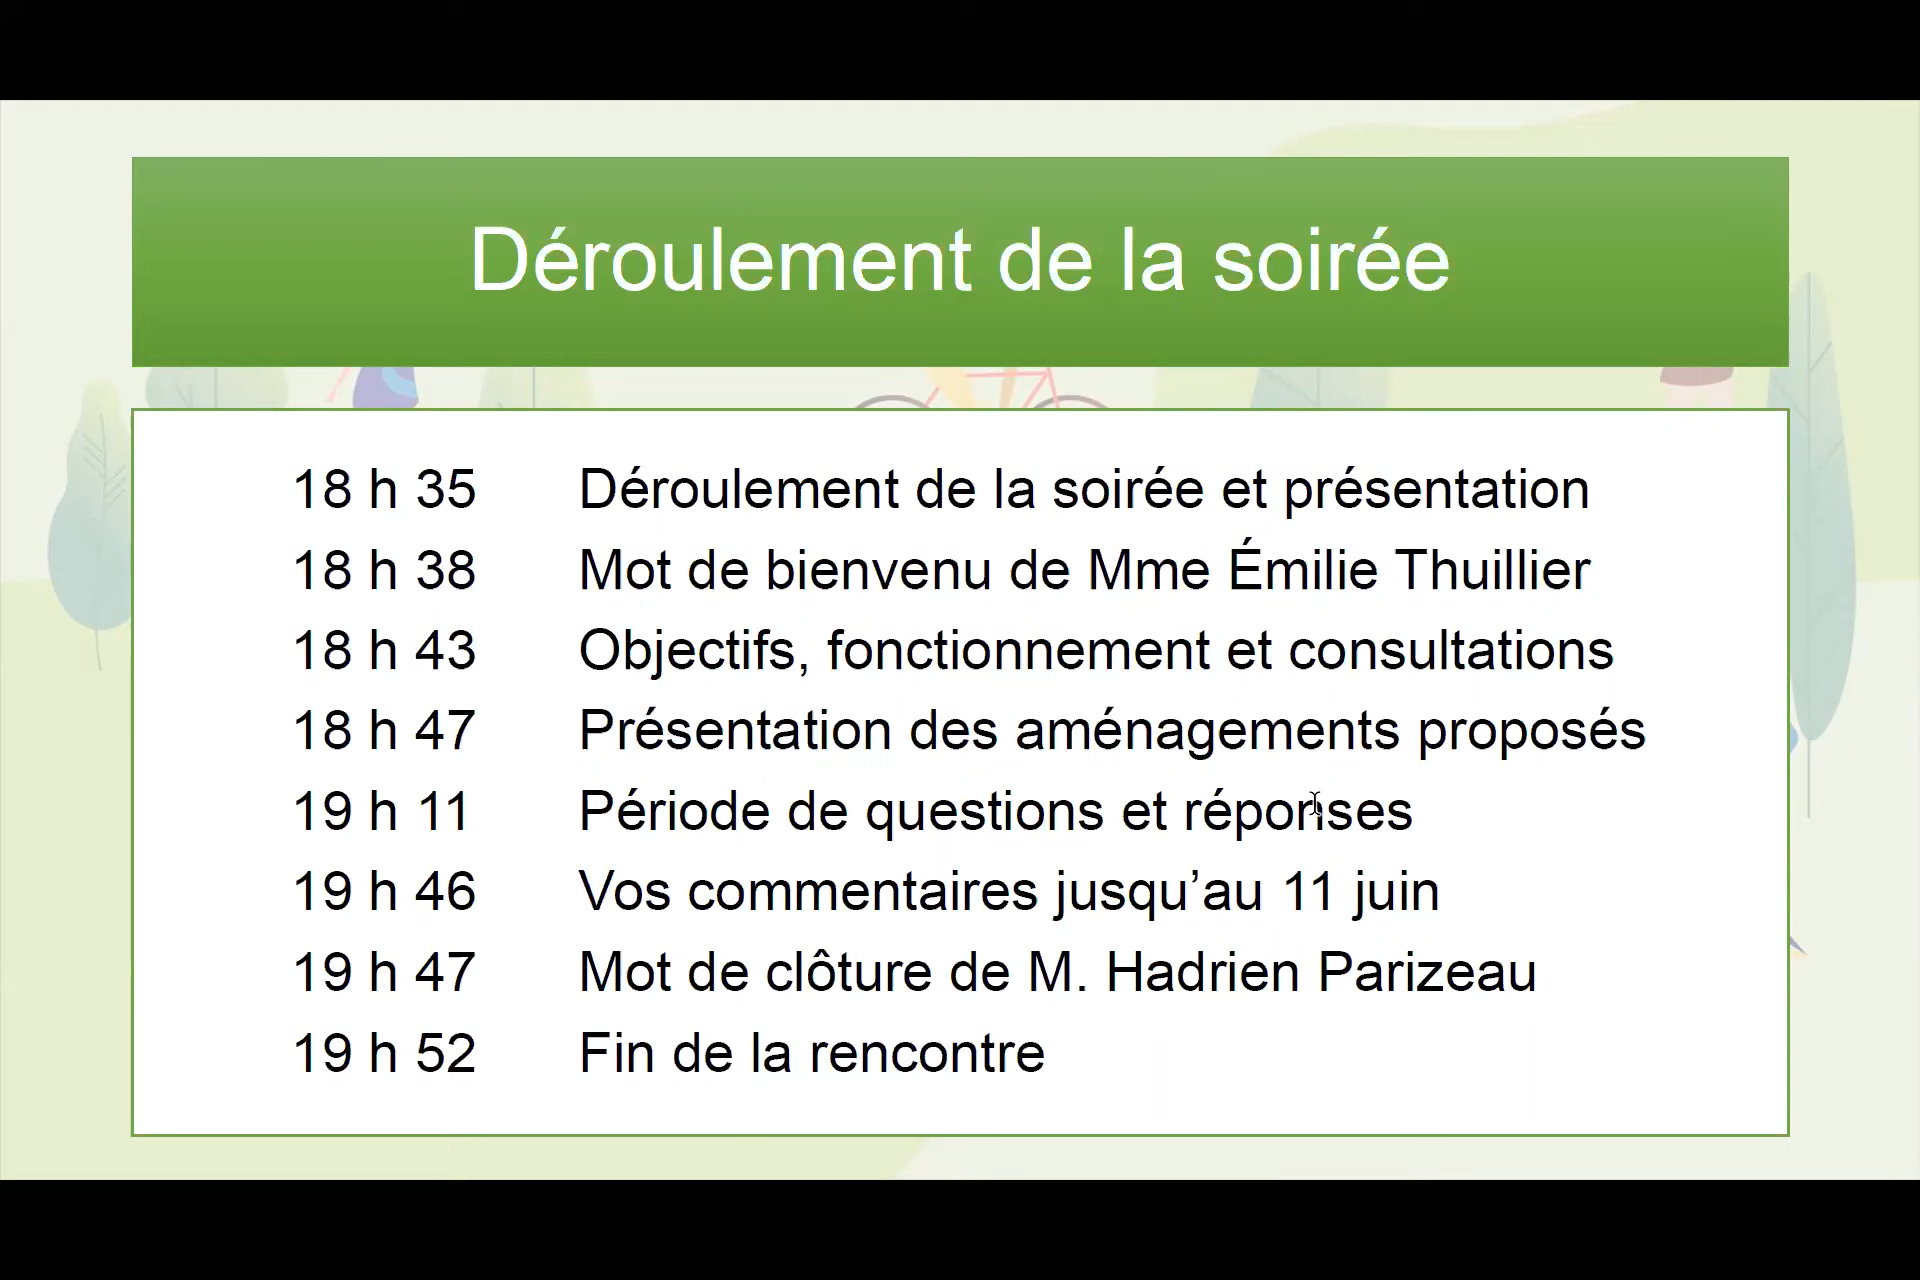 Déroulement de la soirée
18 h 35 Déroulement de la soirée et présentation
18 h 38 Mot de bienvenu de Mme Émilie Thuillier
18 h 43 Objectifs, fonctionnement et consultations
18 h 47 Présentation des aménagements proposés
19 h 11 Période de questions et réponses
19 h 46 Vos commentaires jusqu’au 11 juin
19 h 47 Mot de clôture de M. Hadrien Parizeau
19 h 52 Fin de la rencontre